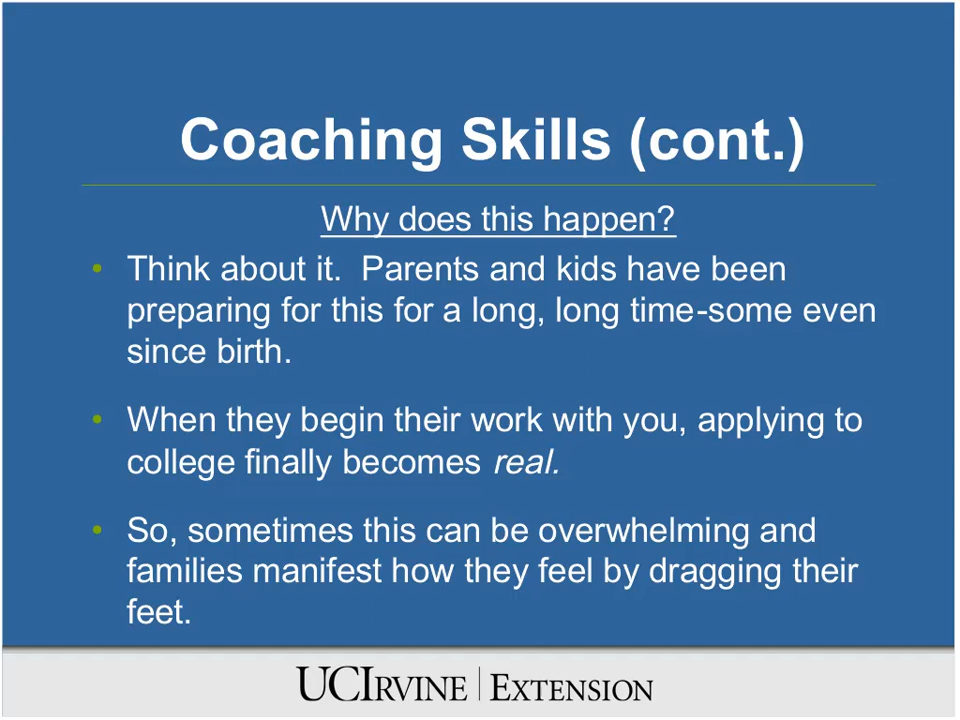 Coaching Skills (cont.)
Why does this happen?
• Think about it.  Parents and kids have been
preparing for this for a long, long time-some even
since birth.
• When they begin their work with you, applying to
college finally becomes real.
• So, sometimes this can be overwhelming and
families manifest how they feel by dragging their
feet.
UCIRVINE | EXTENSION